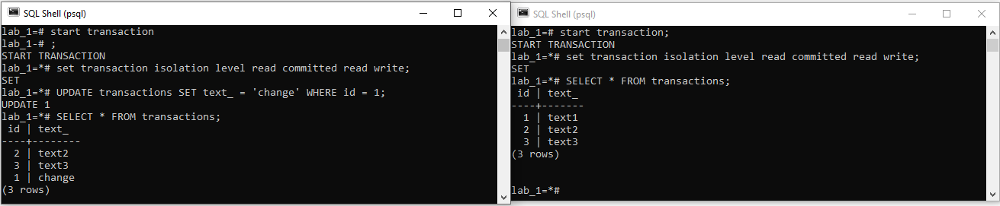 SQL Shell (psql)
lab_1=# start transaction
lab_1-# ;
START TRANSACTION
lab_1=*# set transaction isolation level read committed read write;
SET
lab_1=*# UPDATE transactions SET text_ = 'change' WHERE id = 1;
UPDATE 1
lab_1=*# SELECT * FROM transactions;
 id | text_
----+--------
  2 | text2
  3 | text3
  1 | change
(3 rows)
SQL Shell (psql)
lab_1=# start transaction;
START TRANSACTION
lab_1=*# set transaction isolation level read committed read write;
SET
lab_1=*# SELECT * FROM transactions;
 id | text_
----+-------
  1 | text1
  2 | text2
  3 | text3
(3 rows)
lab_1=*#